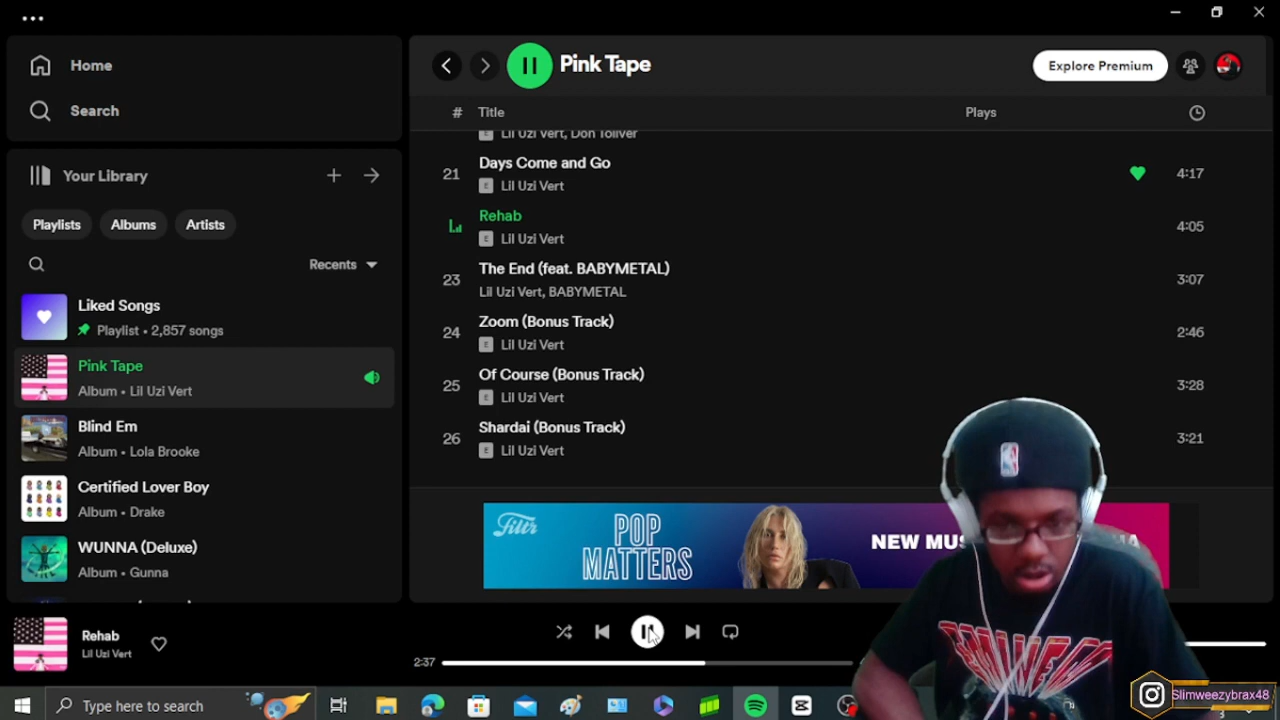 Home
Search
Your Library
Playlists
Albums
Artists
Recents
Liked Songs
Playlist • 2,857 songs
Pink Tape
Album • Lil Uzi Vert
Blind Em
Album • Lola Brooke
Certified Lover Boy
Album • Drake
WUNNA (Deluxe)
Album • Gunna
Pink Tape
Explore Premium
# Title Plays
Lil Uzi Vert, Don Toliver
21 Days Come and Go 4:17
E Lil Uzi Vert
Rehab 4:05
E Lil Uzi Vert
23 The End (feat. BABYMETAL) 3:07
Lil Uzi Vert, BABYMETAL
24 Zoom (Bonus Track) 2:46
E Lil Uzi Vert
25 Of Course (Bonus Track) 3:28
E Lil Uzi Vert
26 Shardai (Bonus Track) 3:21
E Lil Uzi Vert
Filtr
POP
MATTERS
Rehab
Lil Uzi Vert
2:37
Slimweezybrax48
Type here to search